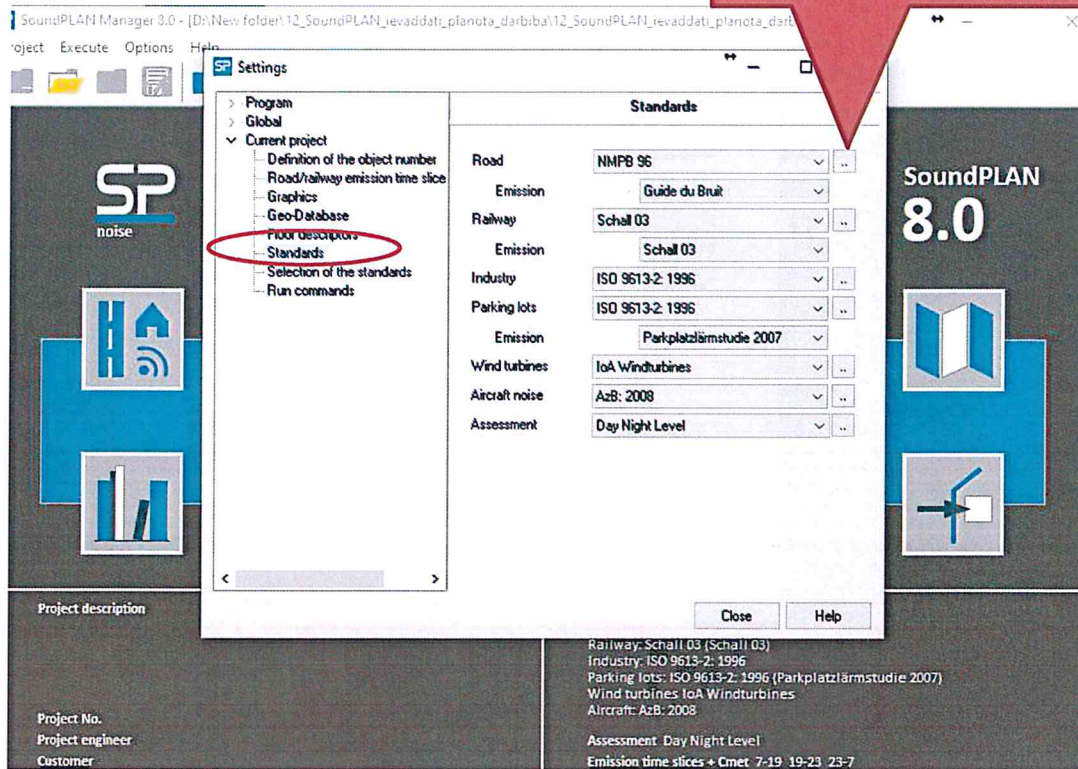 SoundPLAN Manager 8.0 - [D:\New folder\12_SoundPLAN_ievaddati_planota_darbiba\12_SoundPLAN_ievaddati_planota_darb
oject Execute Options Help
SP Settings
Program
Global
Current project
Definition of the object number
Road/railway emission time slice
Graphics
Geo-Database
Floor descriptors
Standards
Selection of the standards
Run commands
Standards
Road NMPB 96 ..
Emission Guide du Bruit
Railway Schall 03 ..
Emission Schall 03
Industry ISO 9613-2: 1996 ..
Parking lots ISO 9613-2: 1996 ..
Emission Parkplatzlärmstudie 2007
Wind turbines IoA Windturbines ..
Aircraft noise AzB: 2008 ..
Assessment Day Night Level ..
Close Help
SP
noise
SoundPLAN
8.0
Project description
Project No.
Project engineer
Customer
Railway: Schall 03 (Schall 03)
Industry: ISO 9613-2: 1996
Parking lots: ISO 9613-2: 1996 (Parkplatzlärmstudie 2007)
Wind turbines IoA Windturbines
Aircraft: AzB: 2008
Assessment Day Night Level
Emission time slices + Cmet 7-19 19-23 23-7